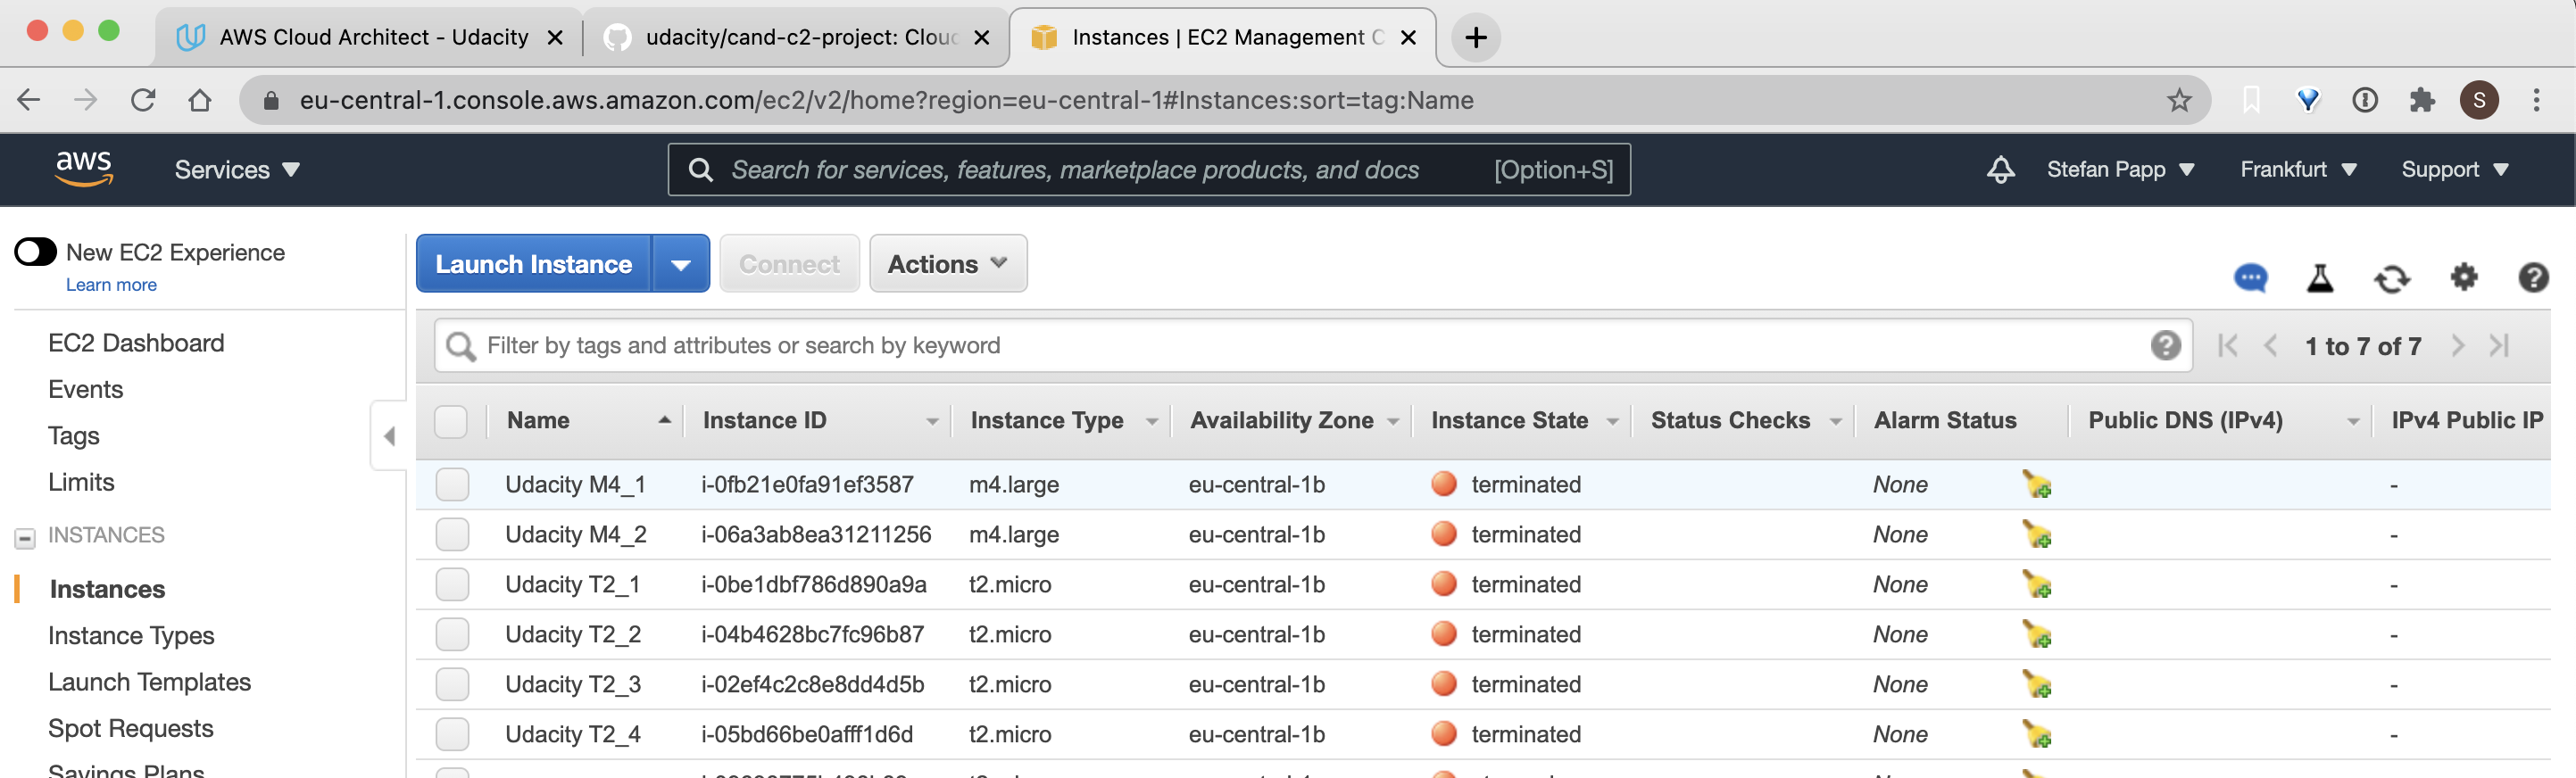 AWS Cloud Architect - Udacity
udacity/cand-c2-project: Clou
Instances | EC2 Management C
eu-central-1.console.aws.amazon.com/ec2/v2/home?region=eu-central-1#Instances:sort=tag:Name
S
aws
Services
Search for services, features, marketplace products, and docs
[Option+S]
Stefan Papp
Frankfurt
Support
New EC2 Experience
Learn more
EC2 Dashboard
Events
Tags
Limits
INSTANCES
Instances
Instance Types
Launch Templates
Spot Requests
Savings Plans
Launch Instance
Connect
Actions
Filter by tags and attributes or search by keyword
1 to 7 of 7
Name Instance ID Instance Type Availability Zone Instance State Status Checks Alarm Status Public DNS (IPv4) IPv4 Public IP
Udacity M4_1 i-0fb21e0fa91ef3587 m4.large eu-central-1b terminated None -
Udacity M4_2 i-06a3ab8ea31211256 m4.large eu-central-1b terminated None -
Udacity T2_1 i-0be1dbf786d890a9a t2.micro eu-central-1b terminated None -
Udacity T2_2 i-04b4628bc7fc96b87 t2.micro eu-central-1b terminated None -
Udacity T2_3 i-02ef4c2c8e8dd4d5b t2.micro eu-central-1b terminated None -
Udacity T2_4 i-05bd66be0afff1d6d t2.micro eu-central-1b terminated None -